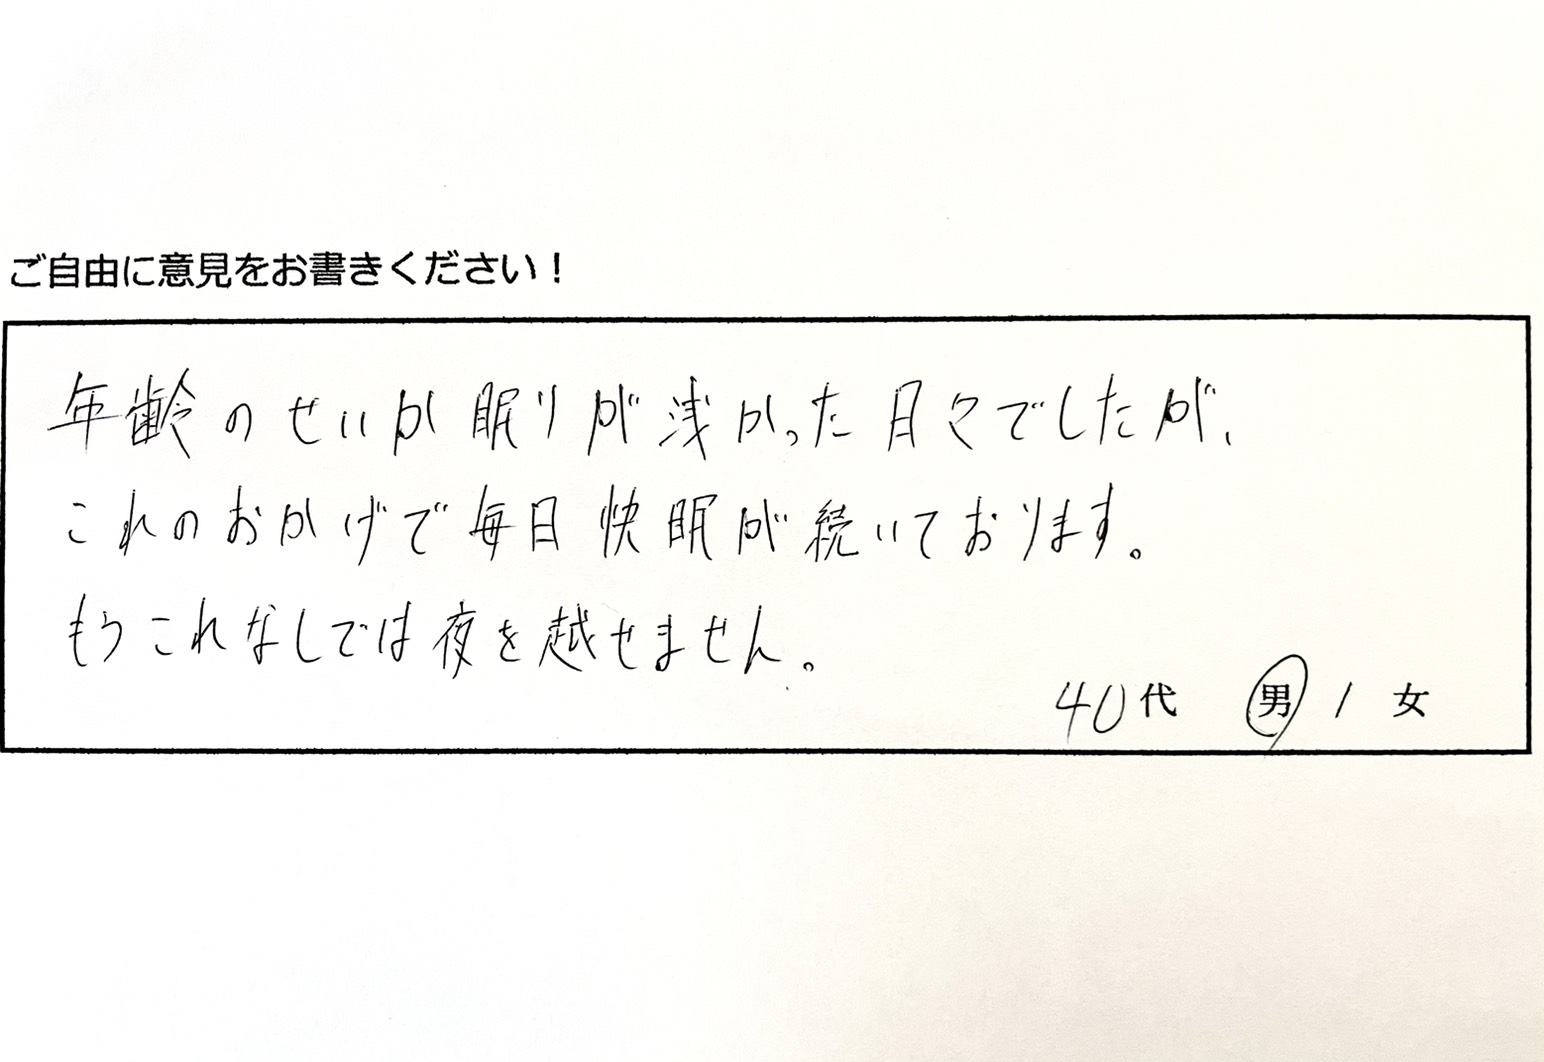 ご自由に意見をお書きください！
年齢のせいか眠りが浅かった日々でしたが、
これのおかげで毎日快眠が続いております。
もうこれなしでは夜を越せません。
40代 男 / 女